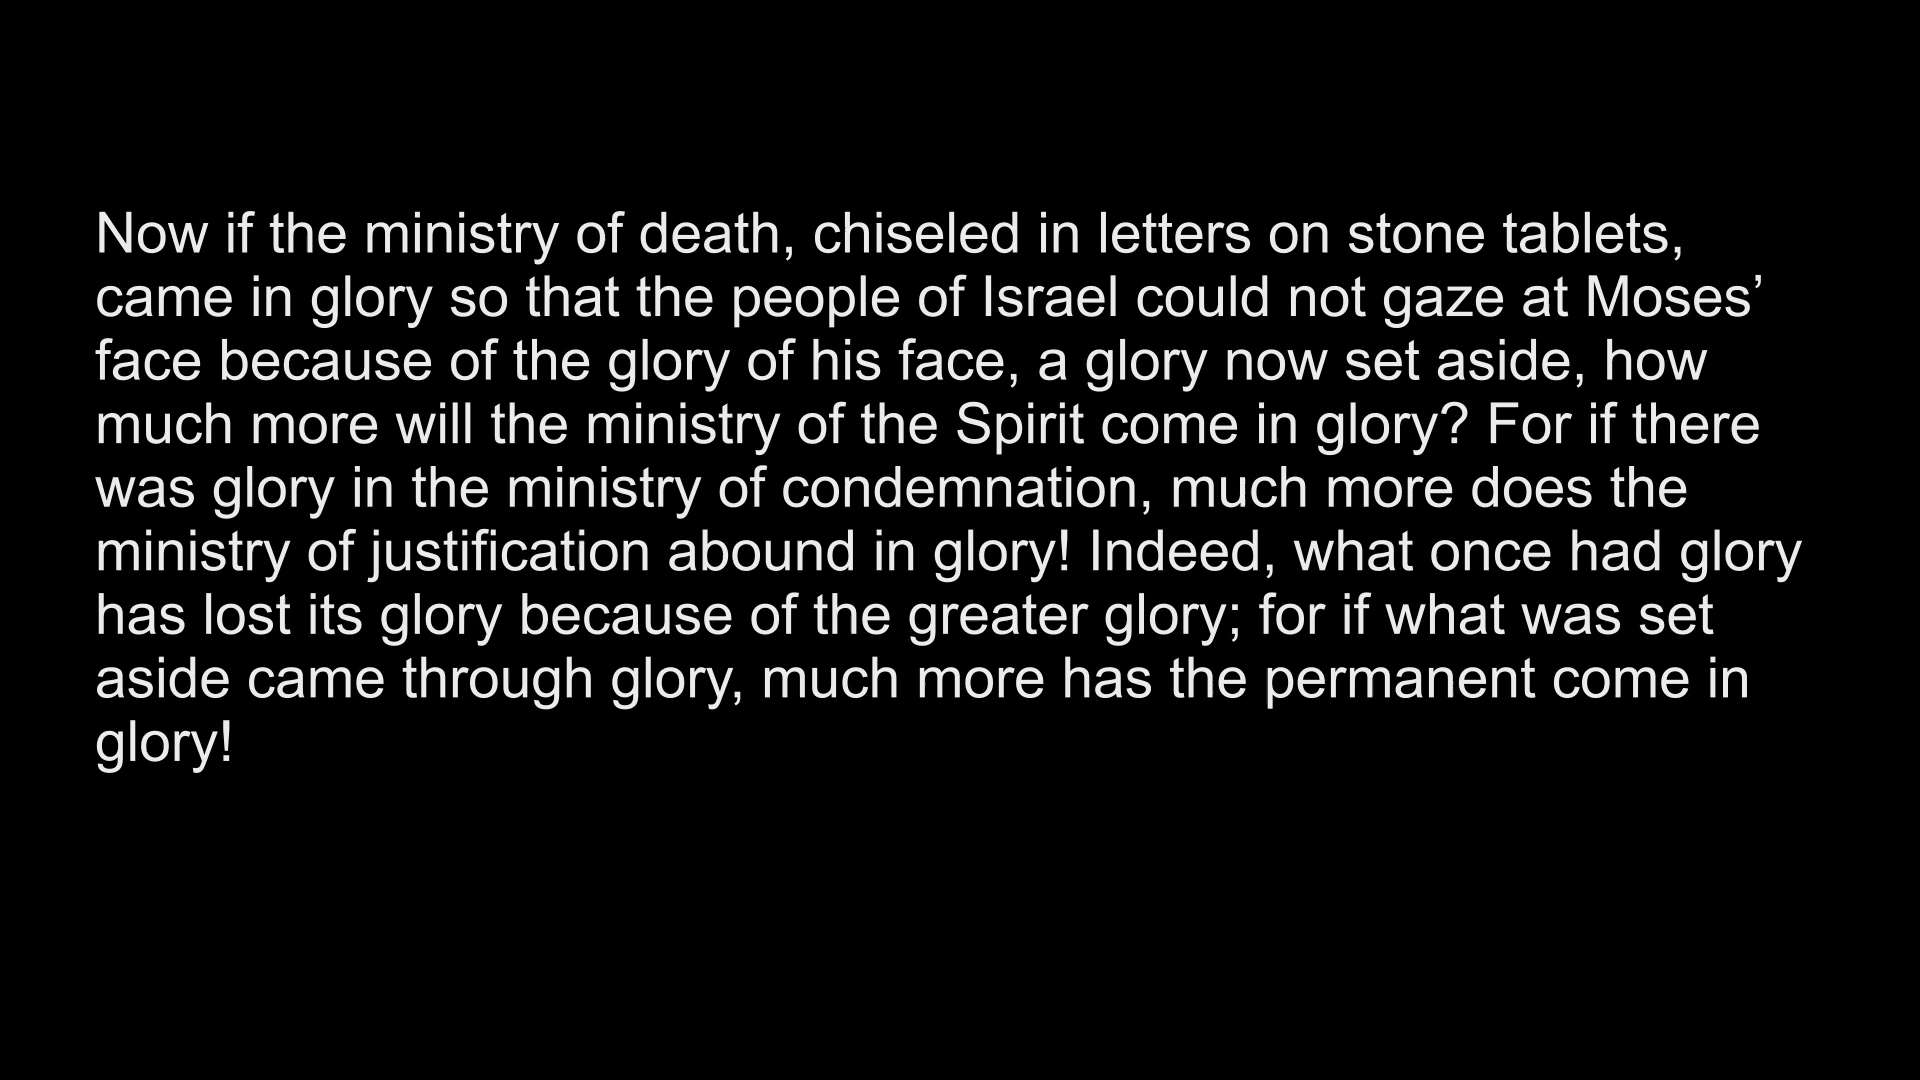 Now if the ministry of death, chiseled in letters on stone tablets,
came in glory so that the people of Israel could not gaze at Moses’
face because of the glory of his face, a glory now set aside, how
much more will the ministry of the Spirit come in glory? For if there
was glory in the ministry of condemnation, much more does the
ministry of justification abound in glory! Indeed, what once had glory
has lost its glory because of the greater glory; for if what was set
aside came through glory, much more has the permanent come in
glory!